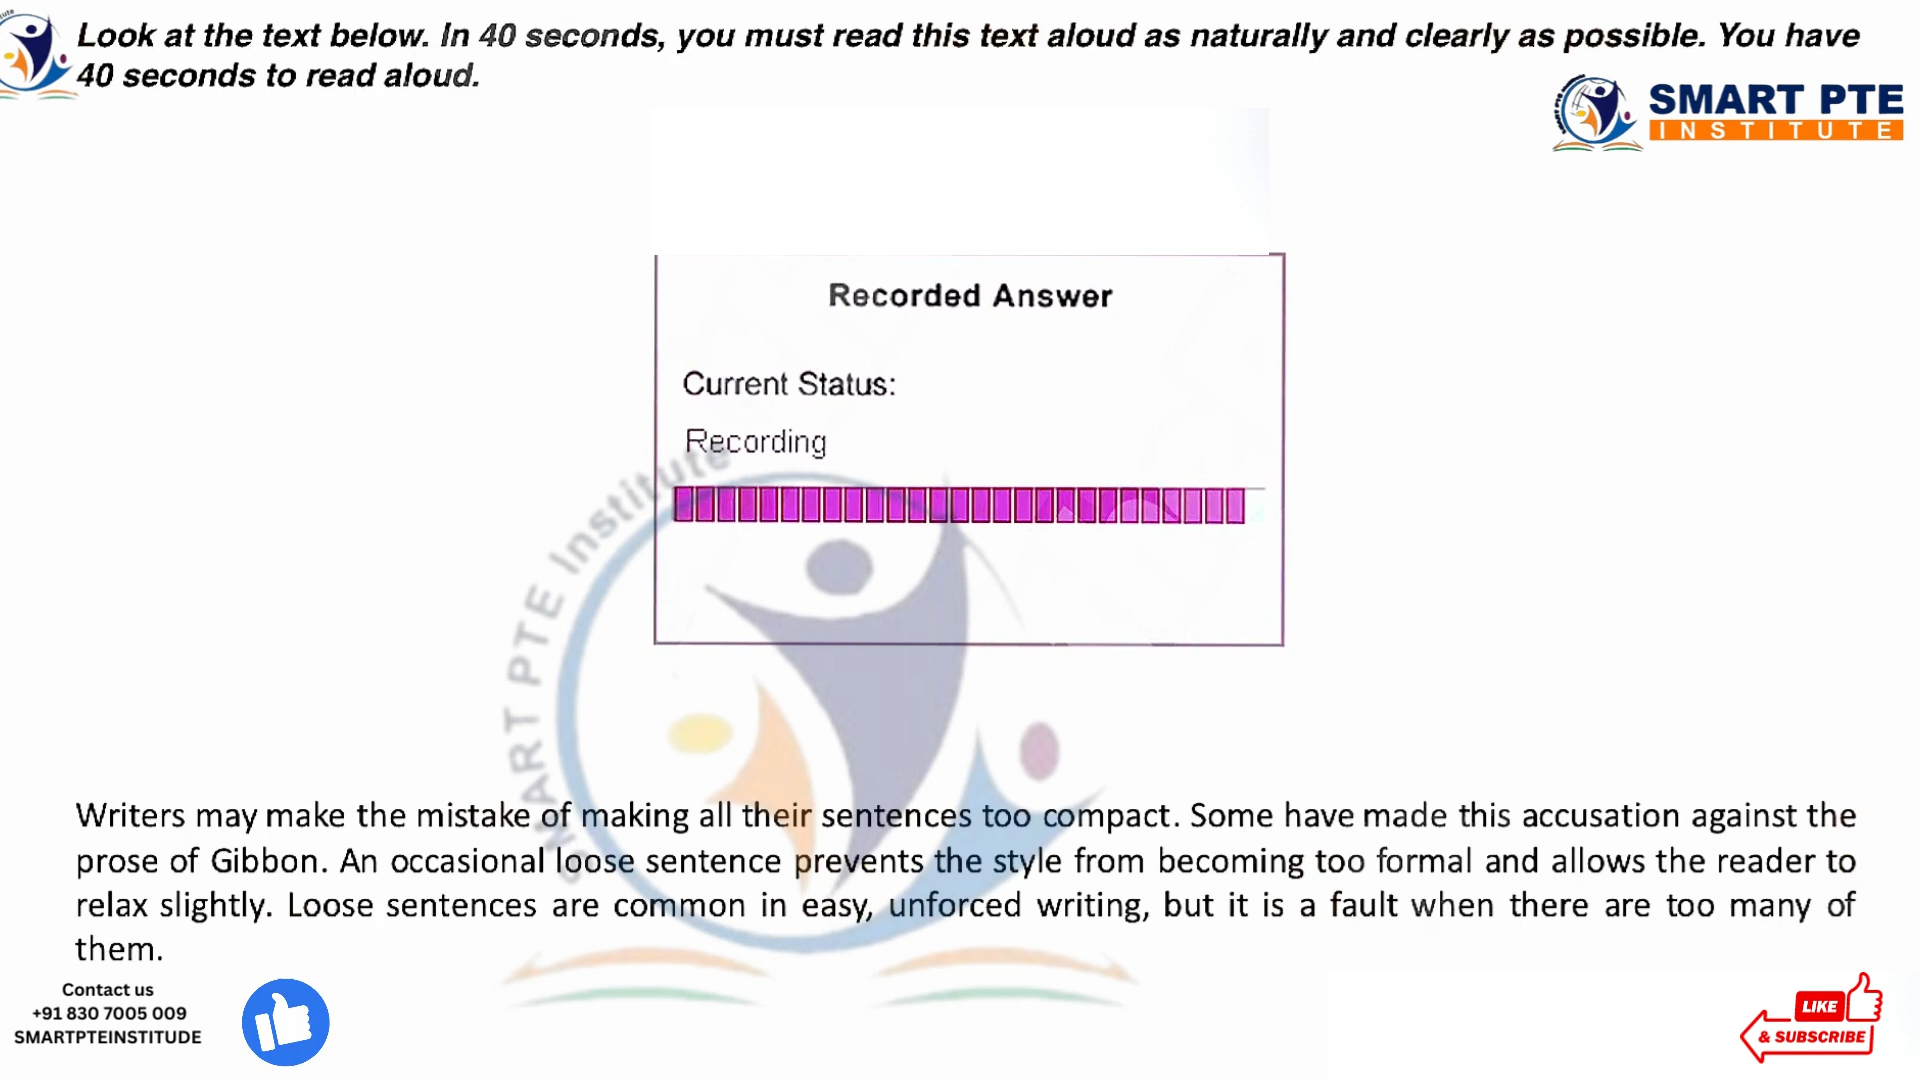 Look at the text below. In 40 seconds, you must read this text aloud as naturally and clearly as possible. You have
40 seconds to read aloud.
SMART PTE
INSTITUTE
Recorded Answer
Current Status:
Recording
SMART PTE Institute
Writers may make the mistake of making all their sentences too compact. Some have made this accusation against the
prose of Gibbon. An occasional loose sentence prevents the style from becoming too formal and allows the reader to
relax slightly. Loose sentences are common in easy, unforced writing, but it is a fault when there are too many of
them.
Contact us
+91 830 7005 009
SMARTPTEINSTITUDE
LIKE
& SUBSCRIBE